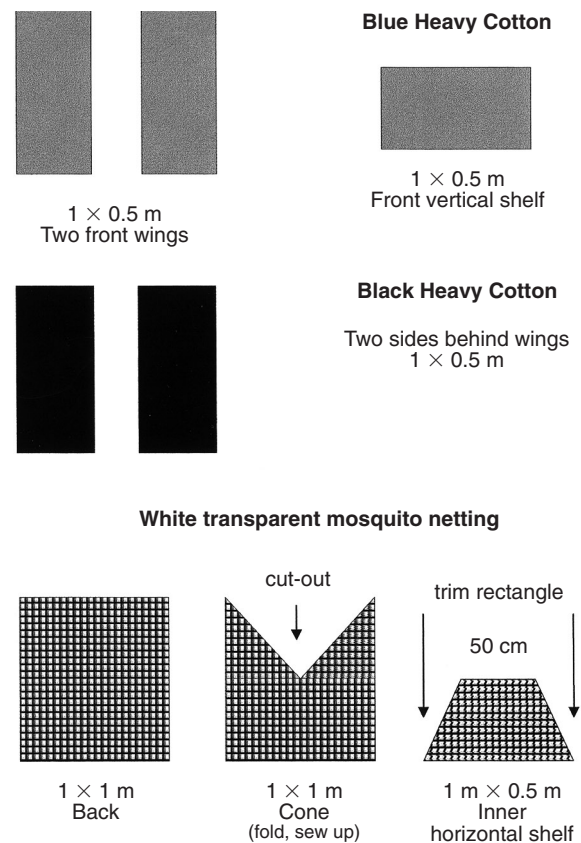 Blue Heavy Cotton
1 × 0.5 m
Two front wings
1 × 0.5 m
Front vertical shelf
Black Heavy Cotton
Two sides behind wings
1 × 0.5 m
White transparent mosquito netting
cut-out
trim rectangle
50 cm
1 × 1 m
Back
1 × 1 m
Cone
(fold, sew up)
1 m × 0.5 m
Inner
horizontal shelf